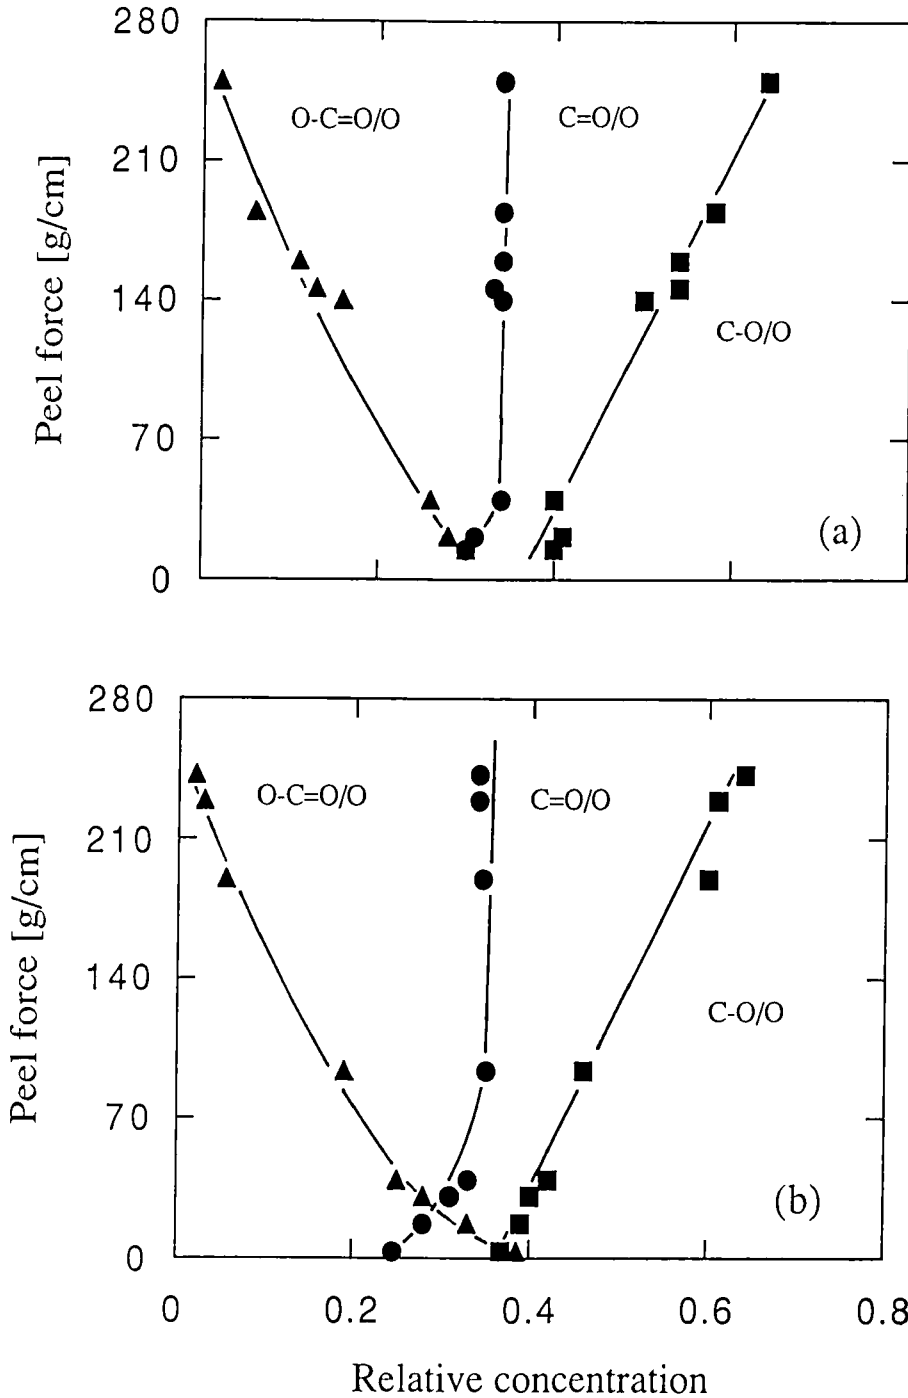 280
O-C=O/O
C=O/O
210
140
C-O/O
70
(a)
0
Peel force [g/cm]
280
O-C=O/O
C=O/O
210
140
C-O/O
70
(b)
0
Peel force [g/cm]
0 0.2 0.4 0.6 0.8
Relative concentration